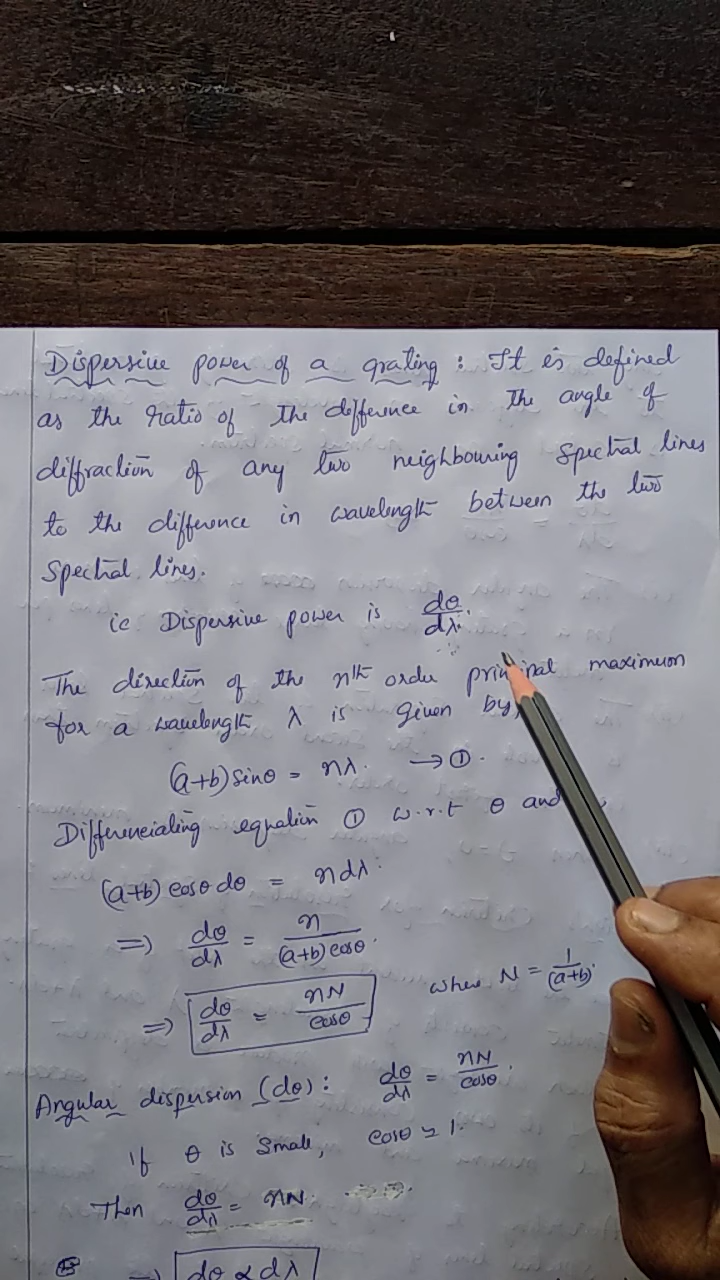 Dispersive power of a grating : It is defined
as the ratio of the difference in the angle of
diffraction of any two neighbouring spectral lines
to the difference in wavelength between the two
spectral lines.
ie Dispersive power is dθ/dλ.
The direction of the nth order principal maximum
for a wavelength λ is given by,
(a+b) sinθ = nλ. → ①.
Differenciating equation ① w.r.t θ and
(a+b) cosθ dθ = n dλ.
⇒ dθ/dλ = n/(a+b)cosθ.
⇒ dθ/dλ = nN/cosθ where N = 1/(a+b).
Angular dispersion (dθ) : dθ/dλ = nN/cosθ.
If θ is small, cosθ ≃ 1.
Then dθ/dλ = nN.
⇒ dθ ∝ dλ